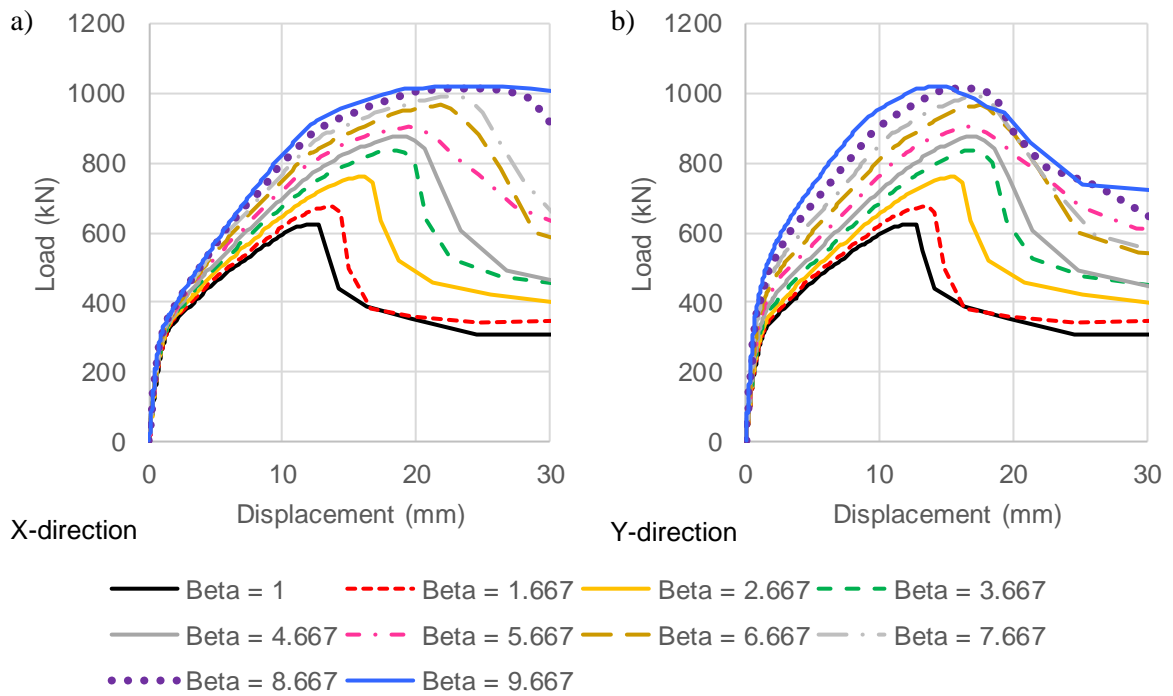 a)
1200
1000
800
600
400
200
0
Load (kN)
0 10 20 30
Displacement (mm)
X-direction
b)
1200
1000
800
600
400
200
0
Load (kN)
0 10 20 30
Displacement (mm)
Y-direction
Beta = 1 Beta = 1.667 Beta = 2.667 Beta = 3.667
Beta = 4.667 Beta = 5.667 Beta = 6.667 Beta = 7.667
Beta = 8.667 Beta = 9.667